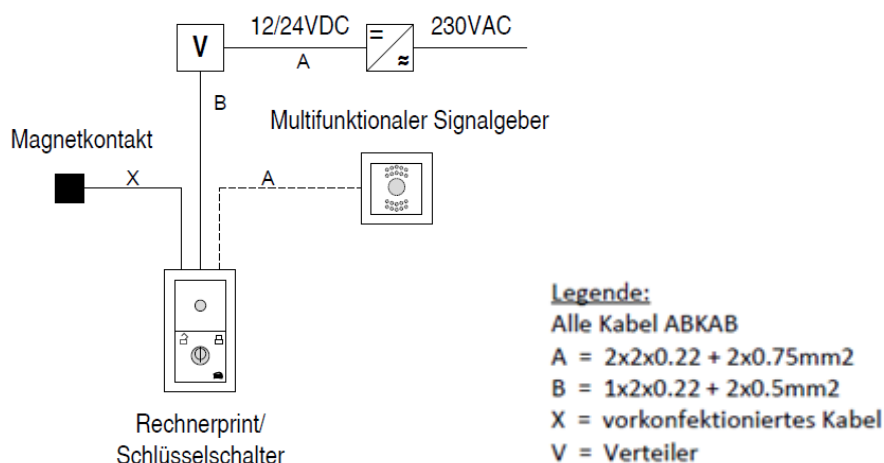 12/24VDC
230VAC
V
=
≈
A
B
Multifunktionaler Signalgeber
Magnetkontakt
X
A
Rechnerprint/
Schlüsselschalter
Legende:
Alle Kabel ABKAB
A = 2x2x0.22 + 2x0.75mm2
B = 1x2x0.22 + 2x0.5mm2
X = vorkonfektioniertes Kabel
V = Verteiler